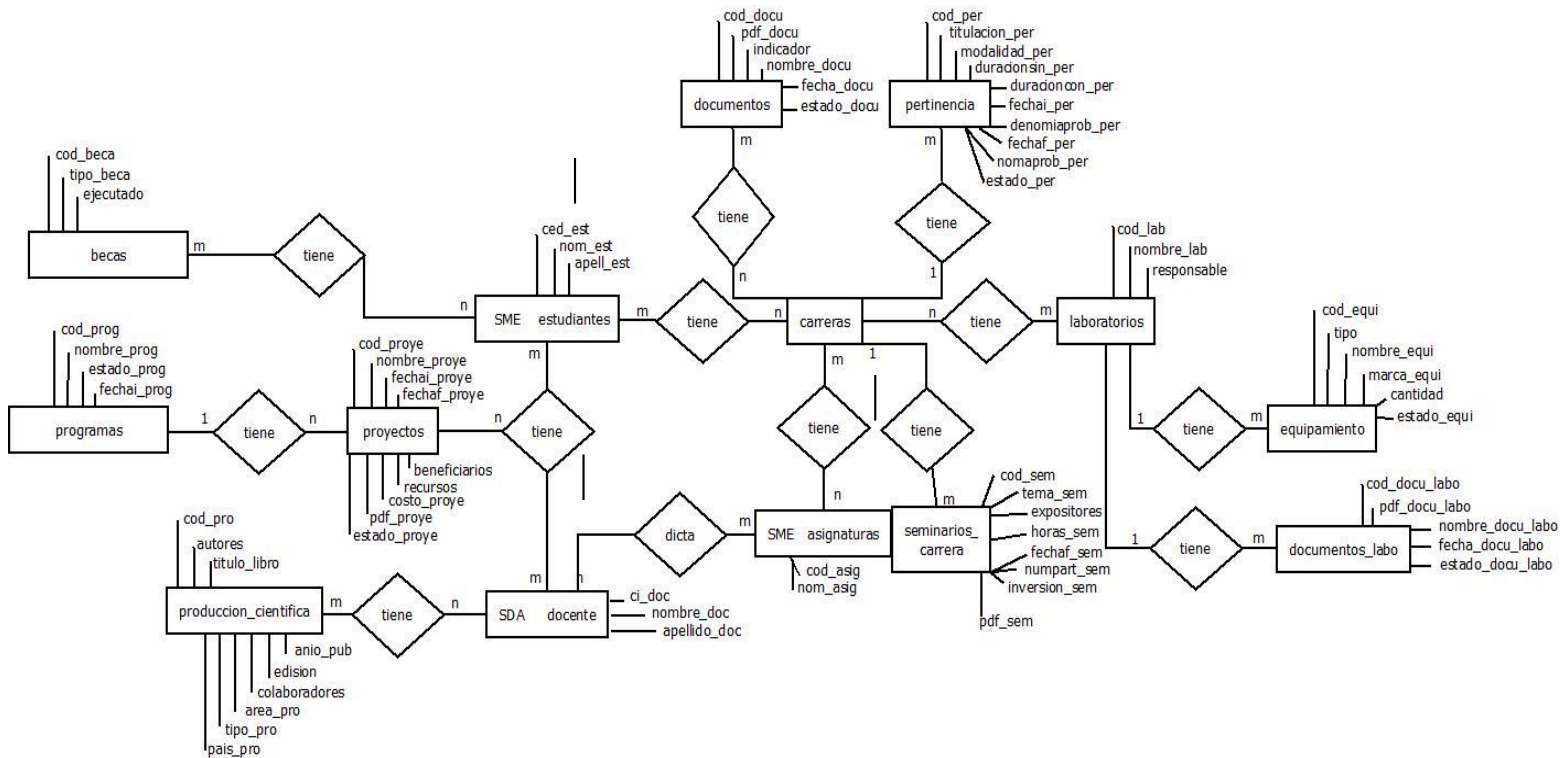 cod_docu
pdf_docu
indicador
nombre_docu
fecha_docu
estado_docu
documentos
m
tiene
n
cod_per
titulacion_per
modalidad_per
duracionsin_per
duracioncon_per
fechai_per
denomiaprob_per
fechaf_per
nomaprob_per
estado_per
pertinencia
m
tiene
1
cod_beca
tipo_beca
ejecutado
becas
m
tiene
n
ced_est
nom_est
apell_est
SME estudiantes
m
tiene
n
carreras
n
tiene
m
cod_lab
nombre_lab
responsable
laboratorios
cod_equi
tipo
nombre_equi
marca_equi
cantidad
estado_equi
1
tiene
m
equipamiento
cod_prog
nombre_prog
estado_prog
fechai_prog
programas
1
tiene
n
cod_proye
nombre_proye
fechai_proye
fechaf_proye
proyectos
beneficiarios
recursos
costo_proye
pdf_proye
estado_proye
m
n
tiene
m
m
tiene
n
1
tiene
m
cod_sem
tema_sem
expositores
horas_sem
fechaf_sem
numpart_sem
inversion_sem
pdf_sem
seminarios_
carrera
SME asignaturas
cod_asig
nom_asig
m
dicta
n
cod_docu_labo
pdf_docu_labo
nombre_docu_labo
fecha_docu_labo
estado_docu_labo
1
tiene
m
documentos_labo
cod_pro
autores
titulo_libro
produccion_cientifica
m
tiene
n
SDA docente
ci_doc
nombre_doc
apellido_doc
anio_pub
edision
colaboradores
area_pro
tipo_pro
pais_pro